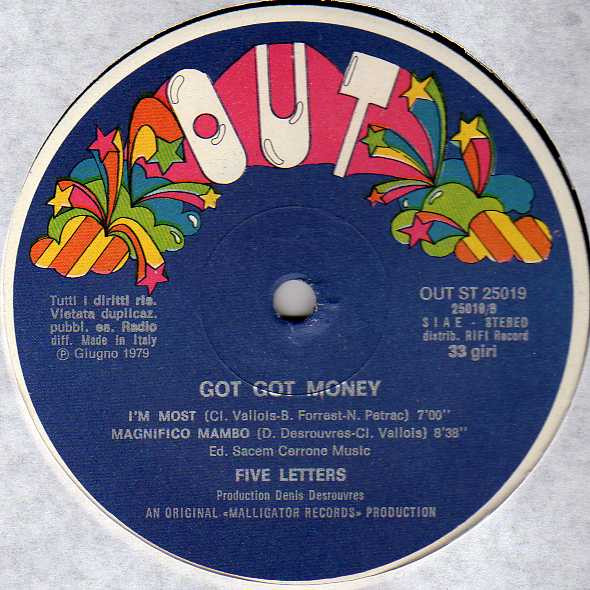 OUT
Tutti i diritti ris.
Vietata duplicaz.
pubbl. es. Radio
diff. Made in Italy
Ⓟ Giugno 1979
OUT ST 25019
25019/B
SIAE - STEREO
distrib. RIFI Record
33 giri
GOT GOT MONEY
I'M MOST (Cl. Vallois-B. Forrest-N. Petrac) 7'00"
MAGNIFICO MAMBO (D. Desrouvres-Cl. Vallois) 8'38"
Ed. Sacem Cerrone Music
FIVE LETTERS
Production Denis Desrouvres
AN ORIGINAL «MALLIGATOR RECORDS» PRODUCTION